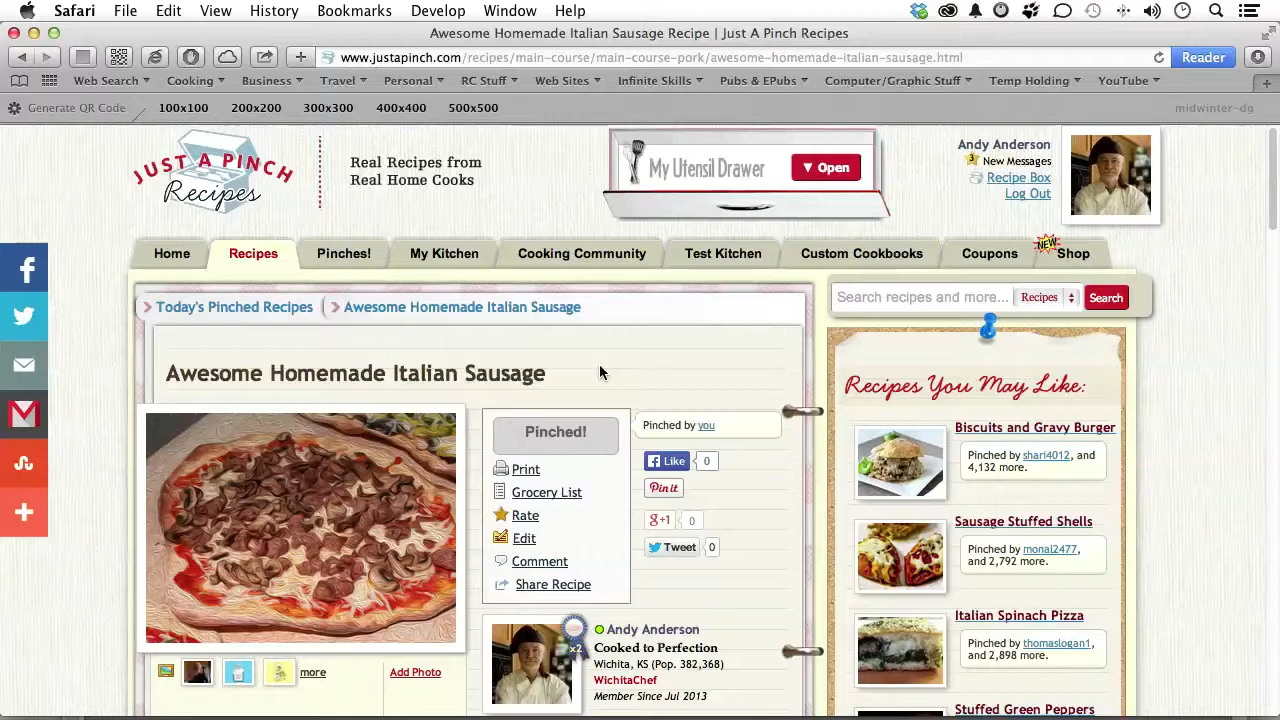 Safari File Edit View History Bookmarks Develop Window Help
Awesome Homemade Italian Sausage Recipe | Just A Pinch Recipes
www.justapinch.com/recipes/main-course/main-course-pork/awesome-homemade-italian-sausage.html Reader
Web Search Cooking Business Travel Personal RC Stuff Web Sites Infinite Skills Pubs & EPubs Computer/Graphic Stuff Temp Holding YouTube
Generate QR Code 100x100 200x200 300x300 400x400 500x500 midwinter-dg
JUST A PINCH
Recipes
Real Recipes from
Real Home Cooks
My Utensil Drawer
▼ Open
Andy Anderson
3 New Messages
Recipe Box
Log Out
Home Recipes Pinches! My Kitchen Cooking Community Test Kitchen Custom Cookbooks Coupons NEW Shop
Today's Pinched Recipes Awesome Homemade Italian Sausage
Search recipes and more... Recipes Search
Awesome Homemade Italian Sausage
Pinched!
Print
Grocery List
Rate
Edit
Comment
Share Recipe
Pinched by you
Like 0
Pin it
g+1 0
Tweet 0
x2
Andy Anderson
Cooked to Perfection
Wichita, KS (Pop. 382,368)
WichitaChef
Member Since Jul 2013
more Add Photo
Recipes You May Like:
Biscuits and Gravy Burger
Pinched by shari4012, and
4,132 more.
Sausage Stuffed Shells
Pinched by monal2477,
and 2,792 more.
Italian Spinach Pizza
Pinched by thomaslogan1,
and 2,898 more.
Stuffed Green Peppers